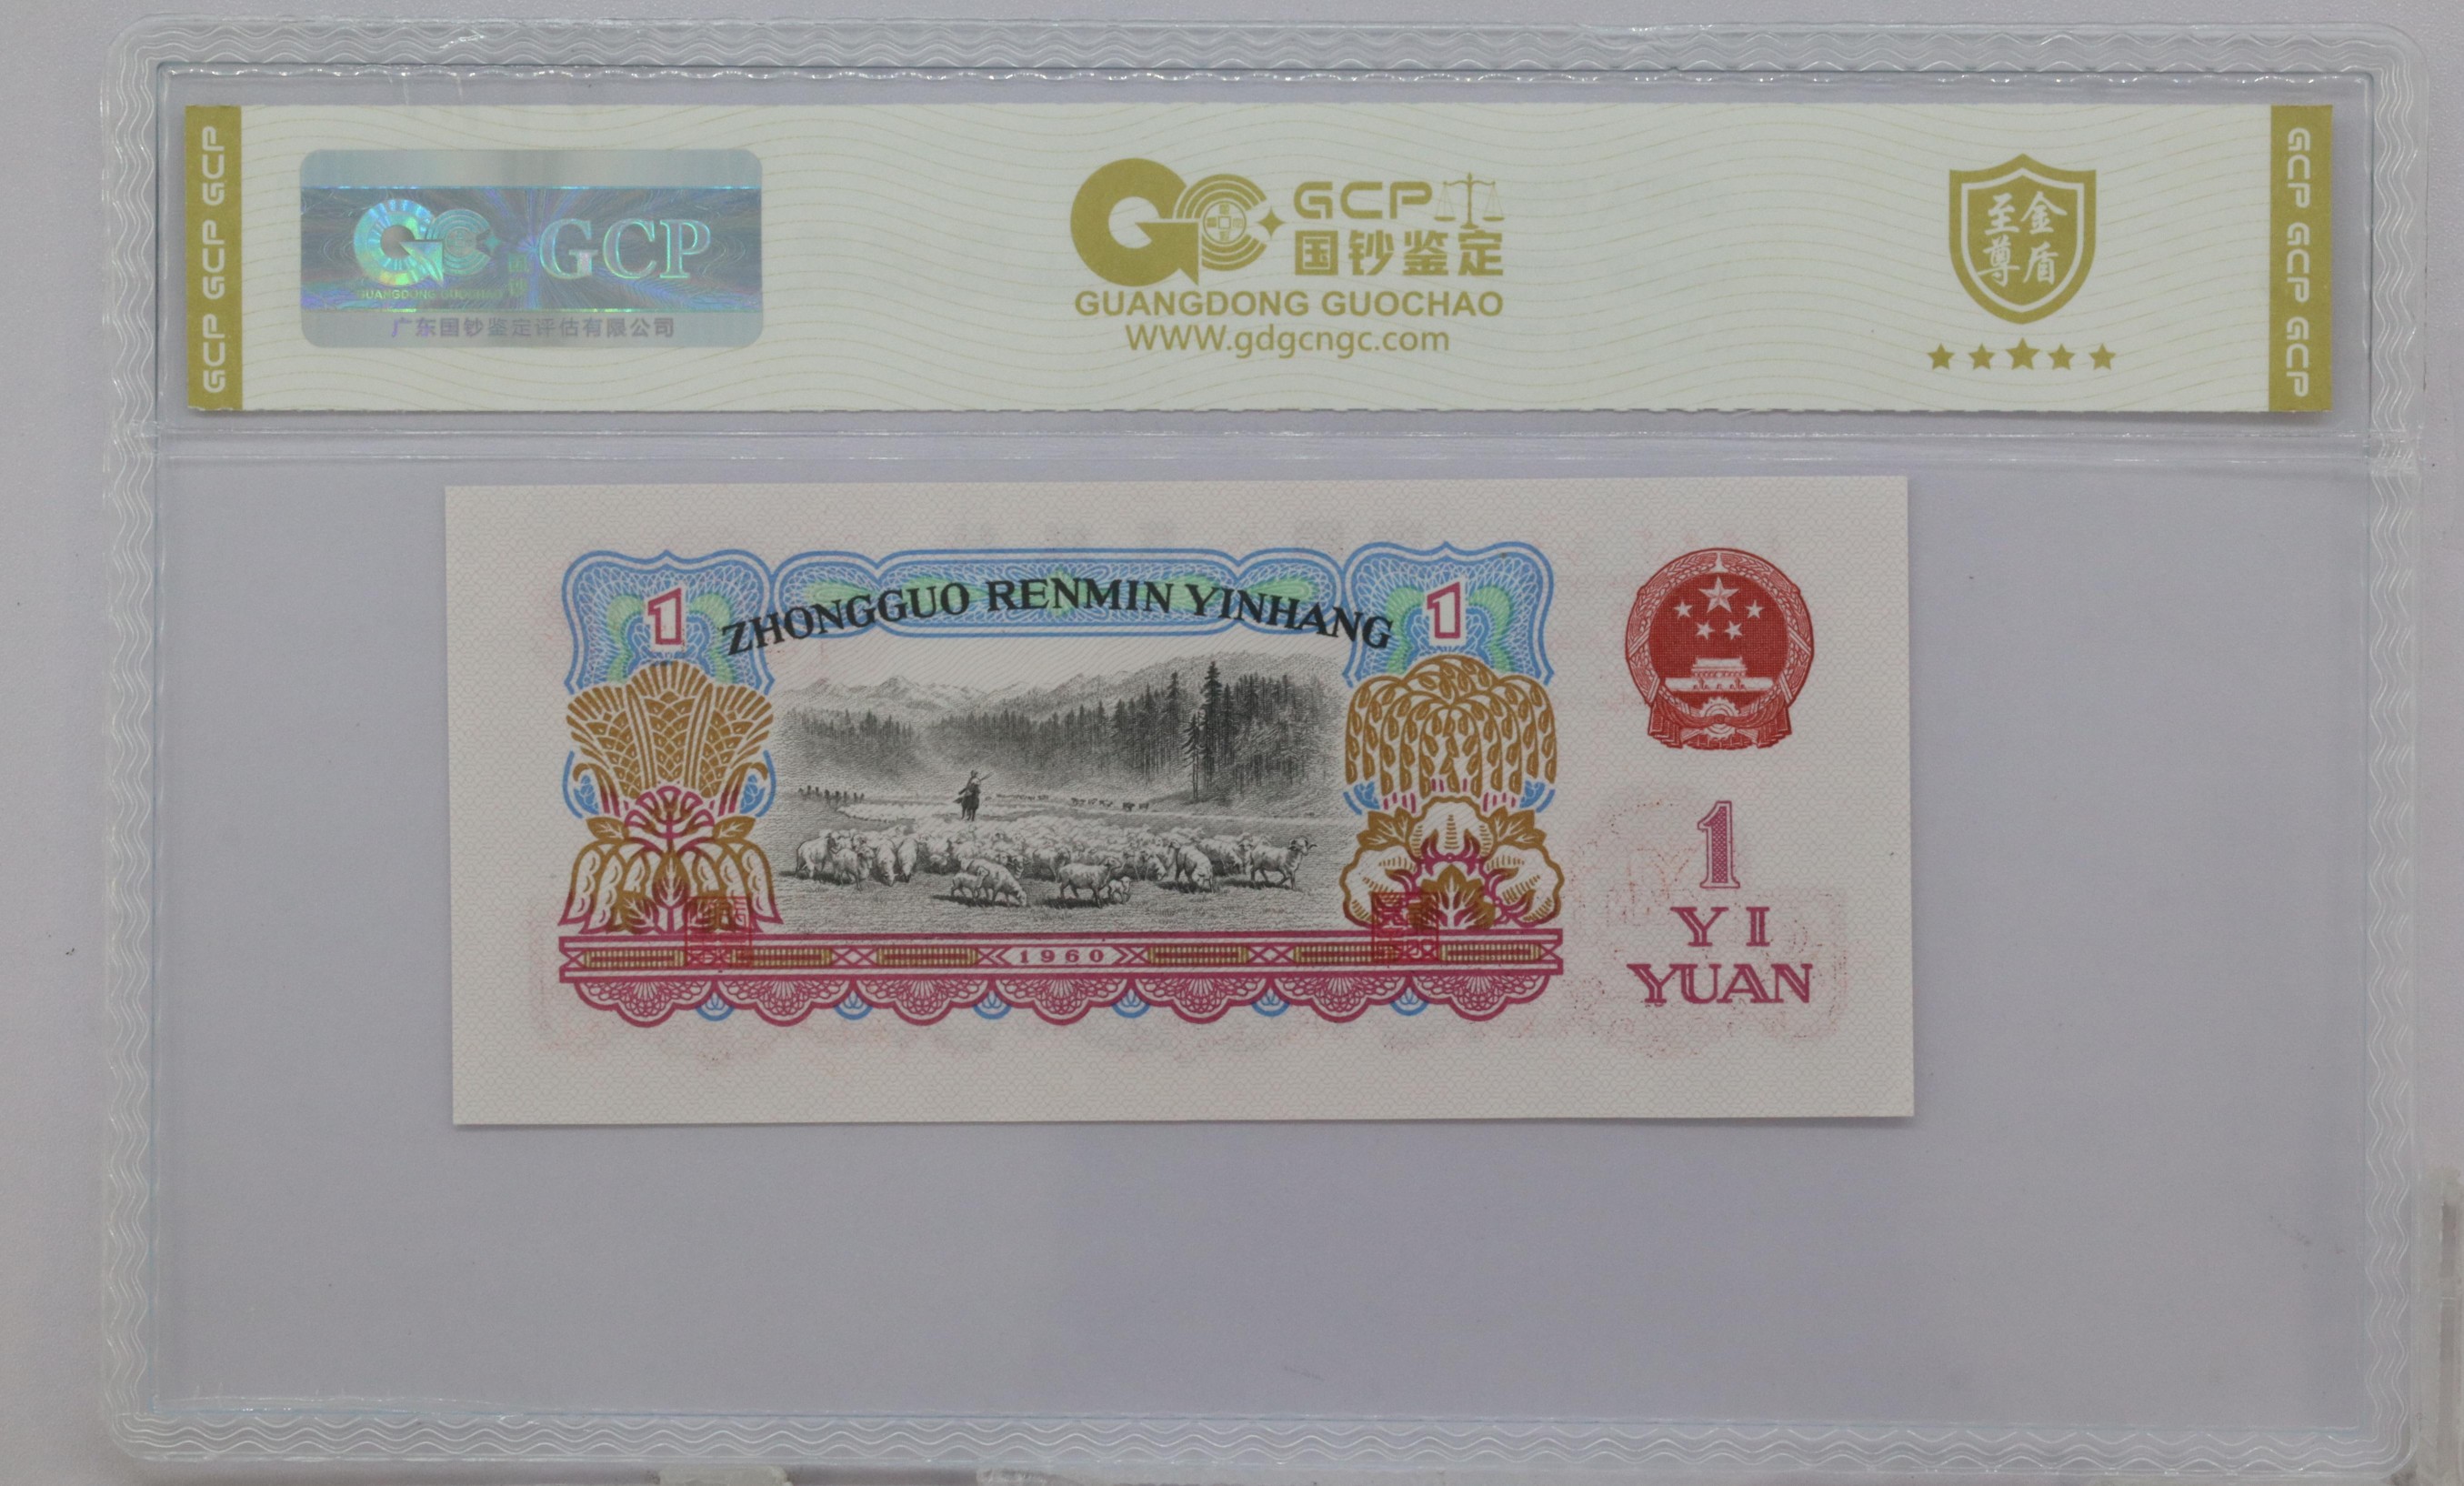 GCP GCP GCP
GCP
GUANGDONG GUOCHAO
广东国钞鉴定评估有限公司
GCP
国钞鉴定
GUANGDONG GUOCHAO
WWW.gdgcngc.com
至金
尊盾
GCP GCP GCP
1 ZHONGGUO RENMIN YINHANG 1
1960
1
YI
YUAN